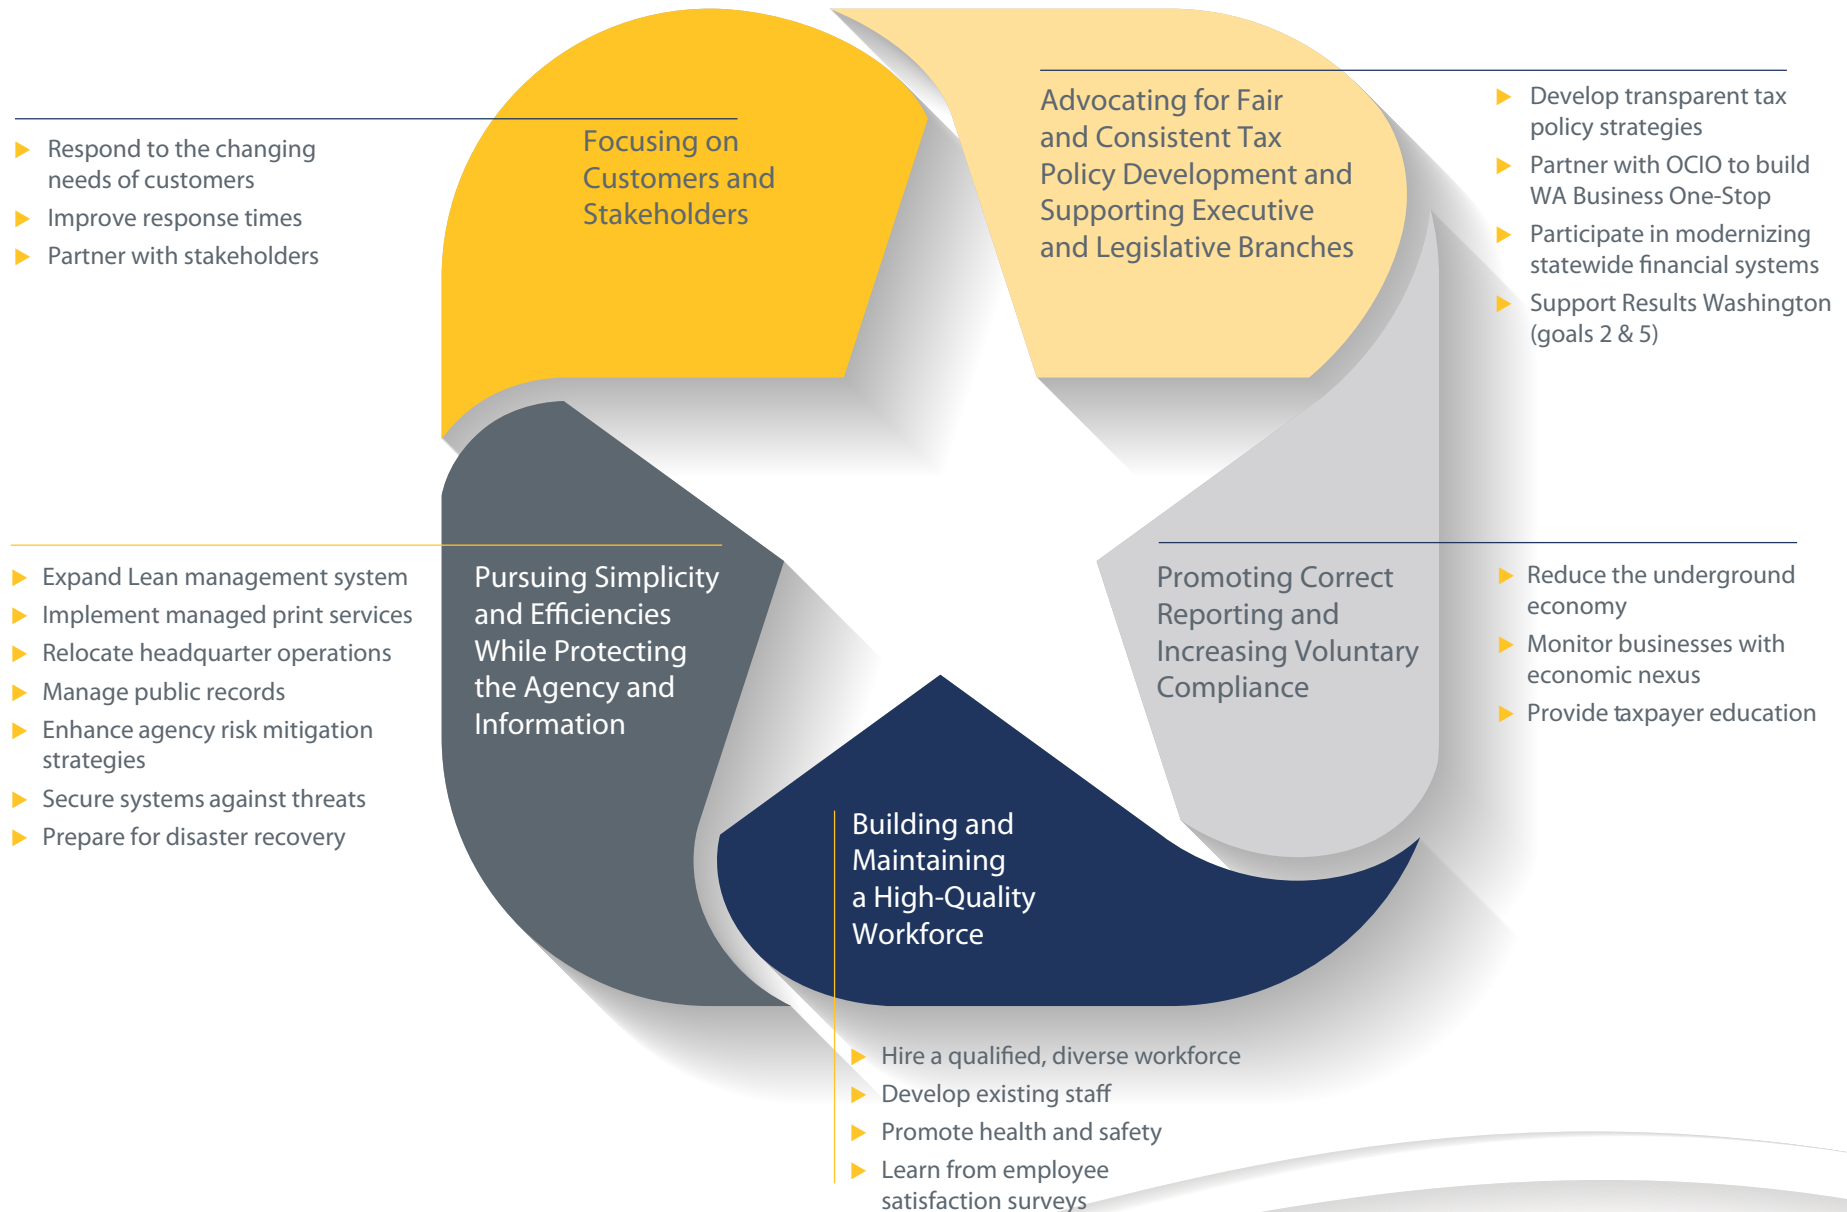 Focusing on
Customers and
Stakeholders
Respond to the changing
needs of customers
Improve response times
Partner with stakeholders
Advocating for Fair
and Consistent Tax
Policy Development and
Supporting Executive
and Legislative Branches
Develop transparent tax
policy strategies
Partner with OCIO to build
WA Business One-Stop
Participate in modernizing
statewide financial systems
Support Results Washington
(goals 2 & 5)
Pursuing Simplicity
and Efficiencies
While Protecting
the Agency and
Information
Expand Lean management system
Implement managed print services
Relocate headquarter operations
Manage public records
Enhance agency risk mitigation
strategies
Secure systems against threats
Prepare for disaster recovery
Promoting Correct
Reporting and
Increasing Voluntary
Compliance
Reduce the underground
economy
Monitor businesses with
economic nexus
Provide taxpayer education
Building and
Maintaining
a High-Quality
Workforce
Hire a qualified, diverse workforce
Develop existing staff
Promote health and safety
Learn from employee
satisfaction surveys